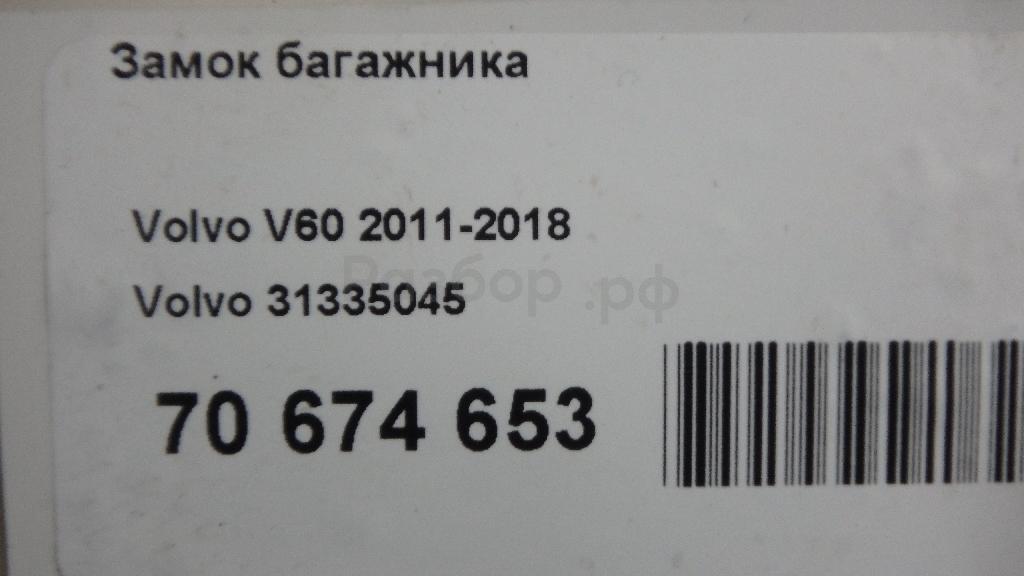 Замок багажника
Volvo V60 2011-2018
Разбор.рф
Volvo 31335045
70 674 653